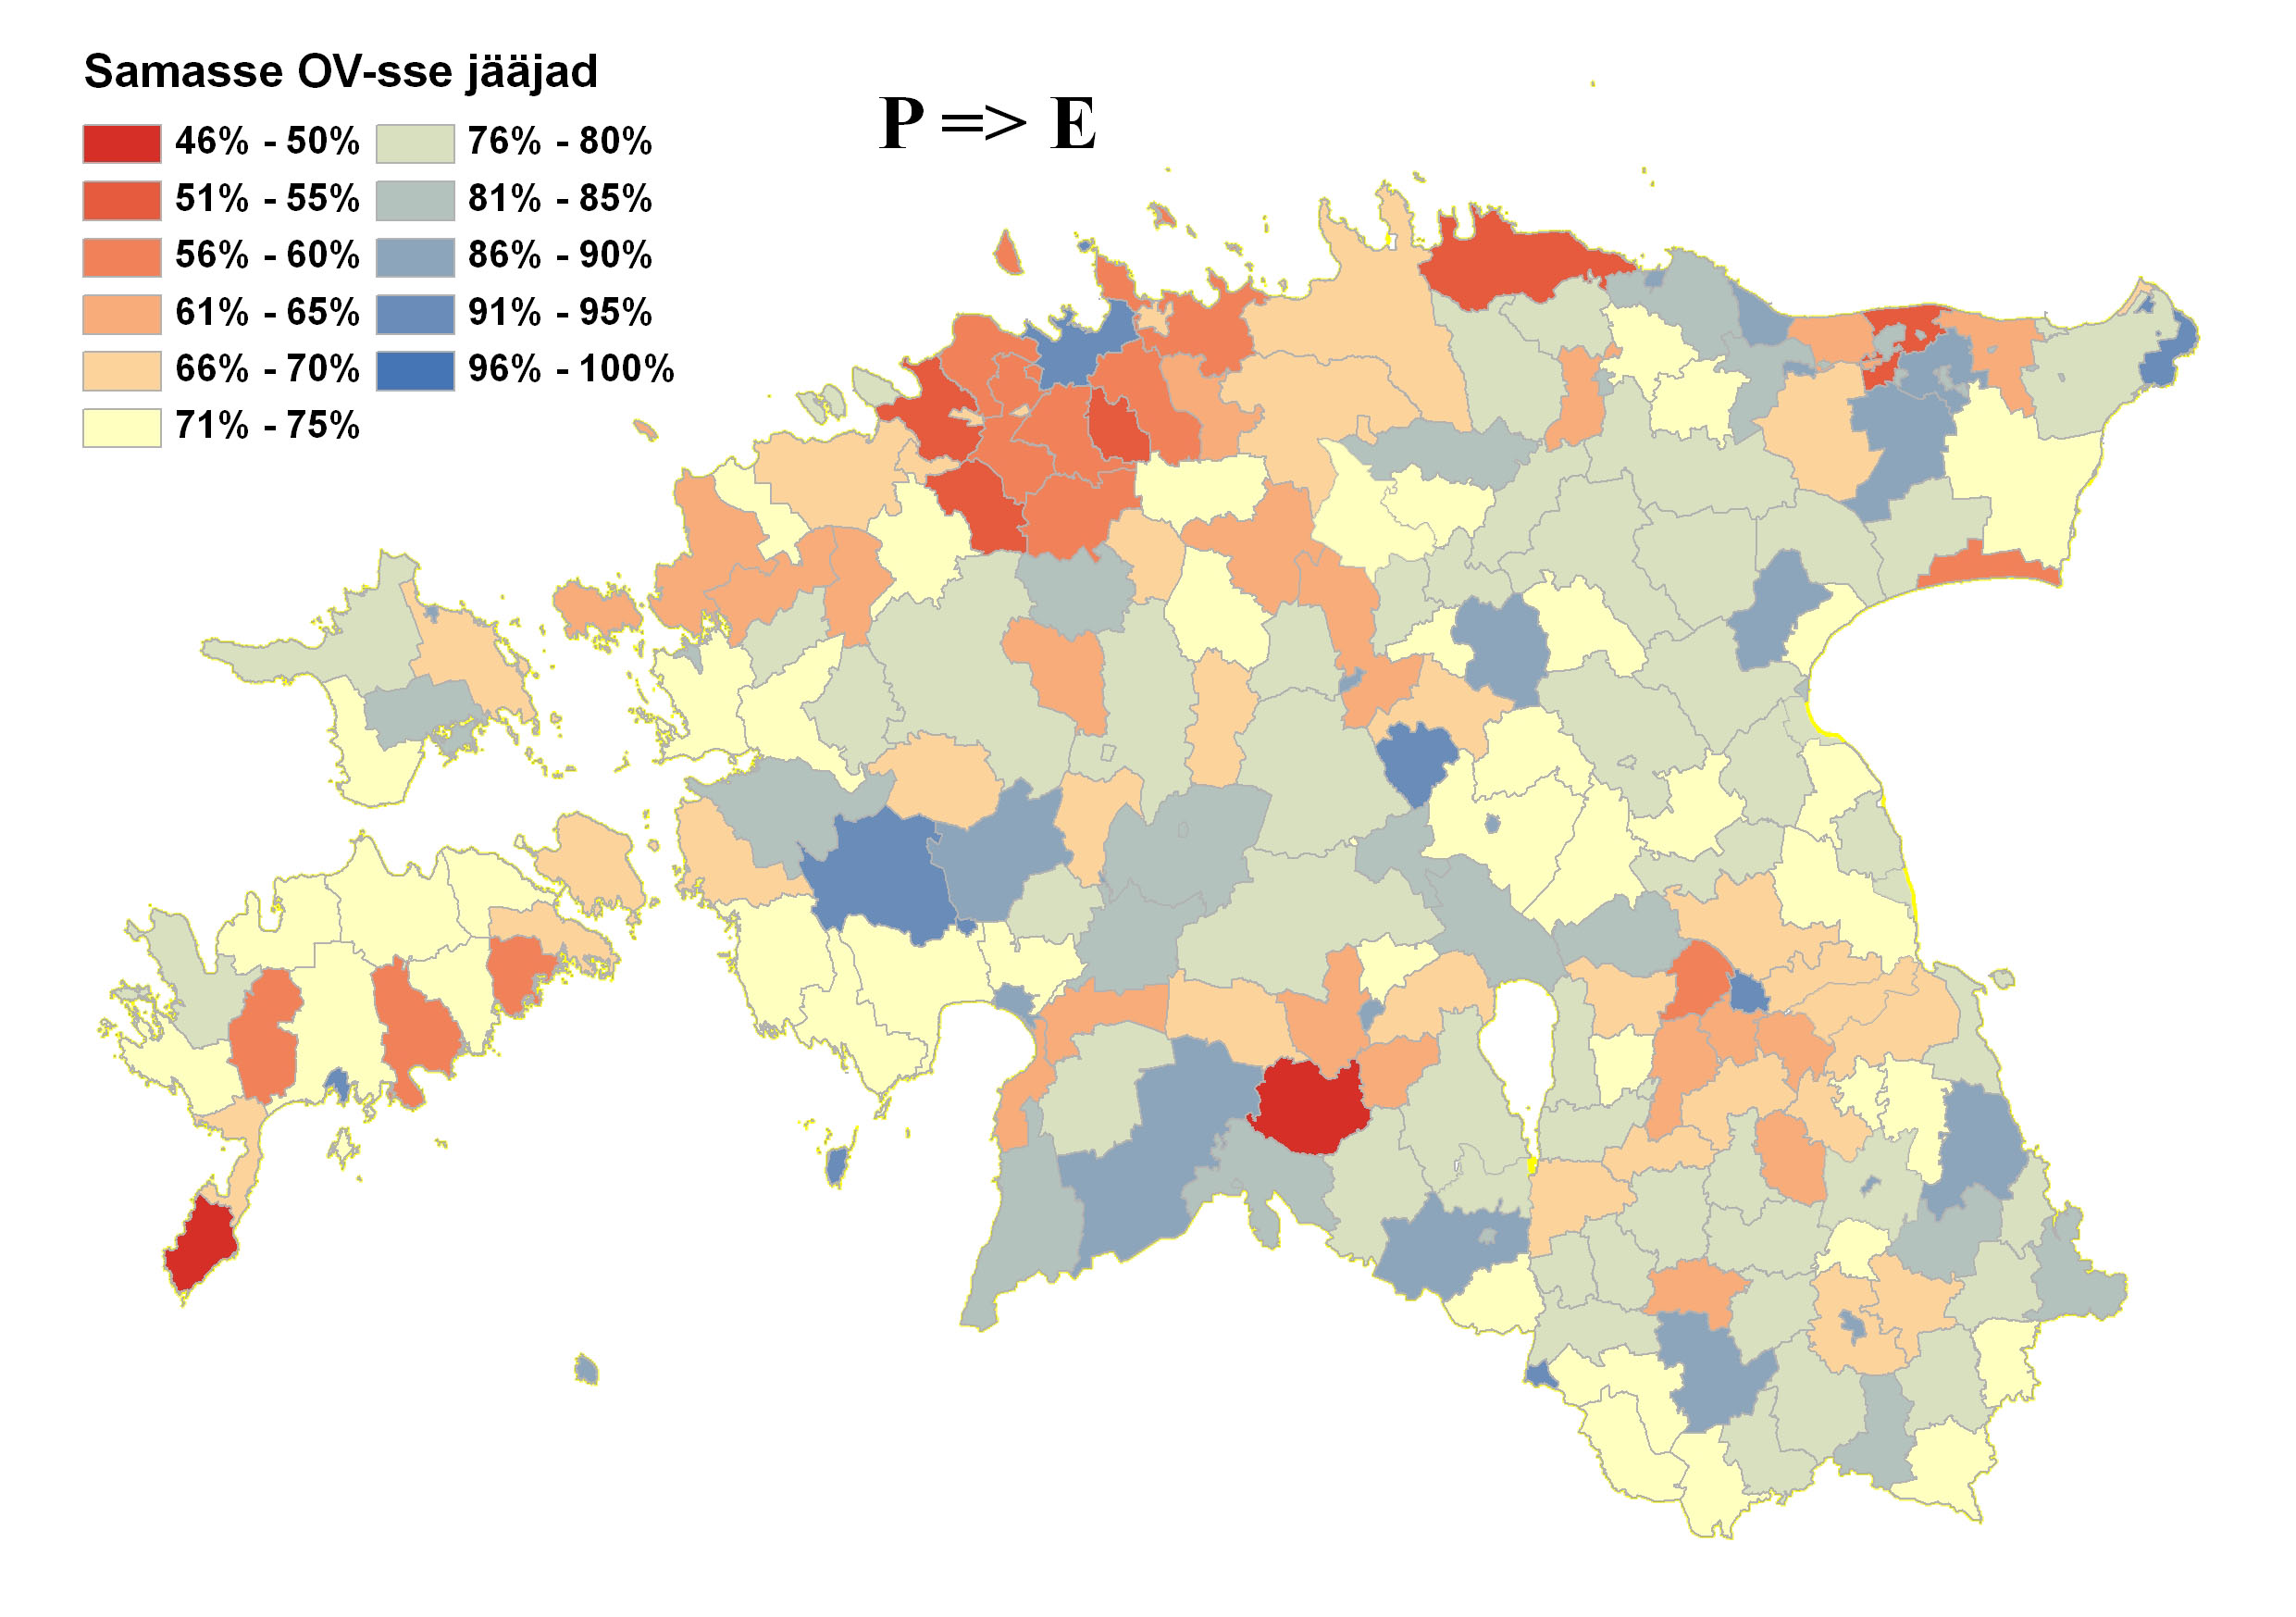 Samasse OV-sse jääjad
P => E
46% - 50%
51% - 55%
56% - 60%
61% - 65%
66% - 70%
71% - 75%
76% - 80%
81% - 85%
86% - 90%
91% - 95%
96% - 100%